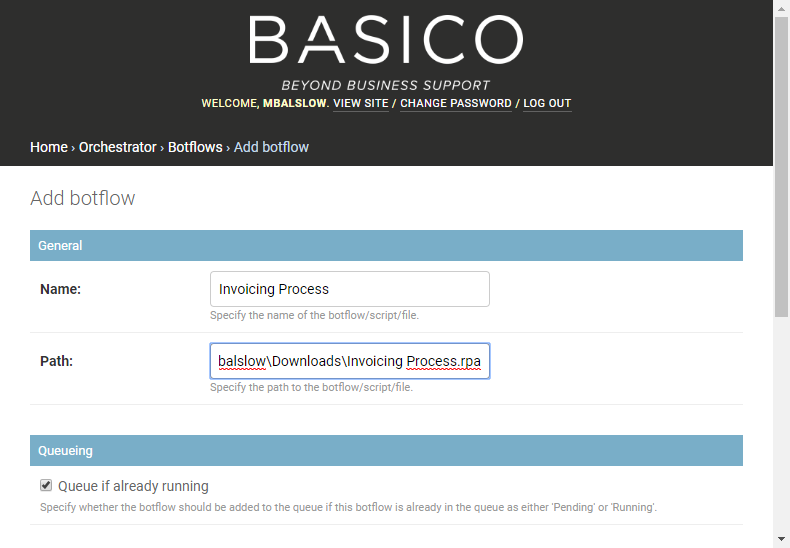 BASICO
BEYOND BUSINESS SUPPORT
WELCOME, MBALSLOW. VIEW SITE / CHANGE PASSWORD / LOG OUT
Home › Orchestrator › Botflows › Add botflow
Add botflow
General
Name: Invoicing Process
Specify the name of the botflow/script/file.
Path: balslow\Downloads\Invoicing Process.rpa
Specify the path to the botflow/script/file.
Queueing
Queue if already running
Specify whether the botflow should be added to the queue if this botflow is already in the queue as either 'Pending' or 'Running'.